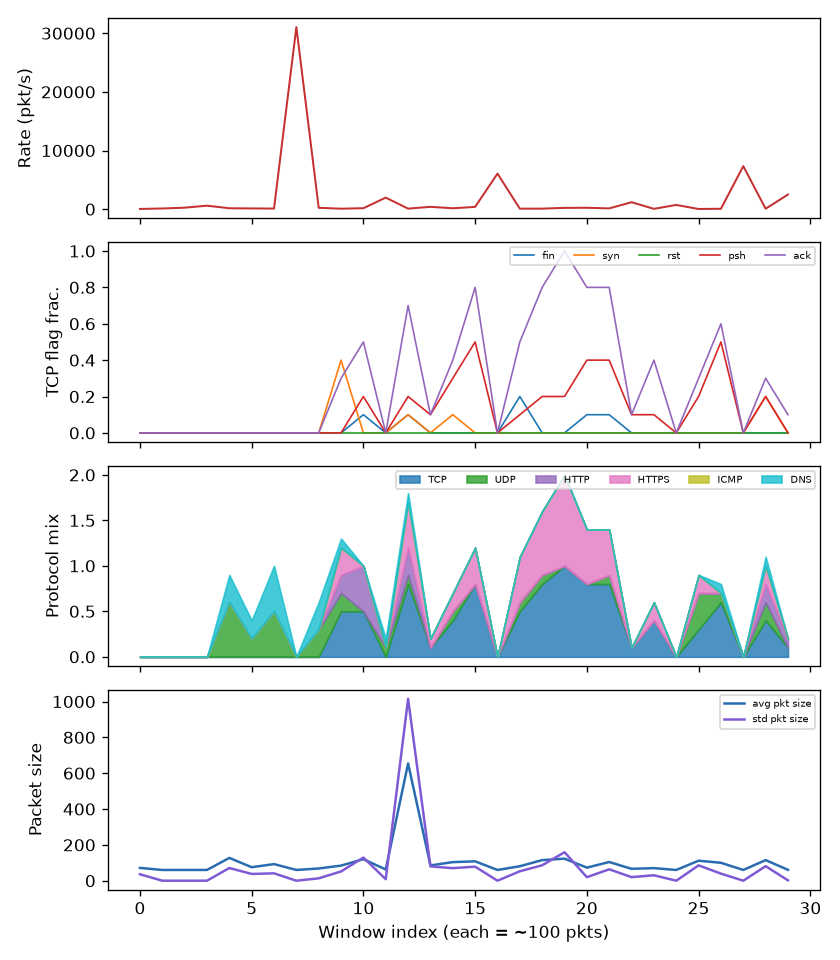 30000
20000
10000
0
Rate (pkt/s)
1.0
0.8
0.6
0.4
0.2
0.0
TCP flag frac.
fin syn rst psh ack
2.0
1.5
1.0
0.5
0.0
Protocol mix
TCP UDP HTTP HTTPS ICMP DNS
1000
800
600
400
200
0
Packet size
avg pkt size
std pkt size
0 5 10 15 20 25 30
Window index (each = ~100 pkts)